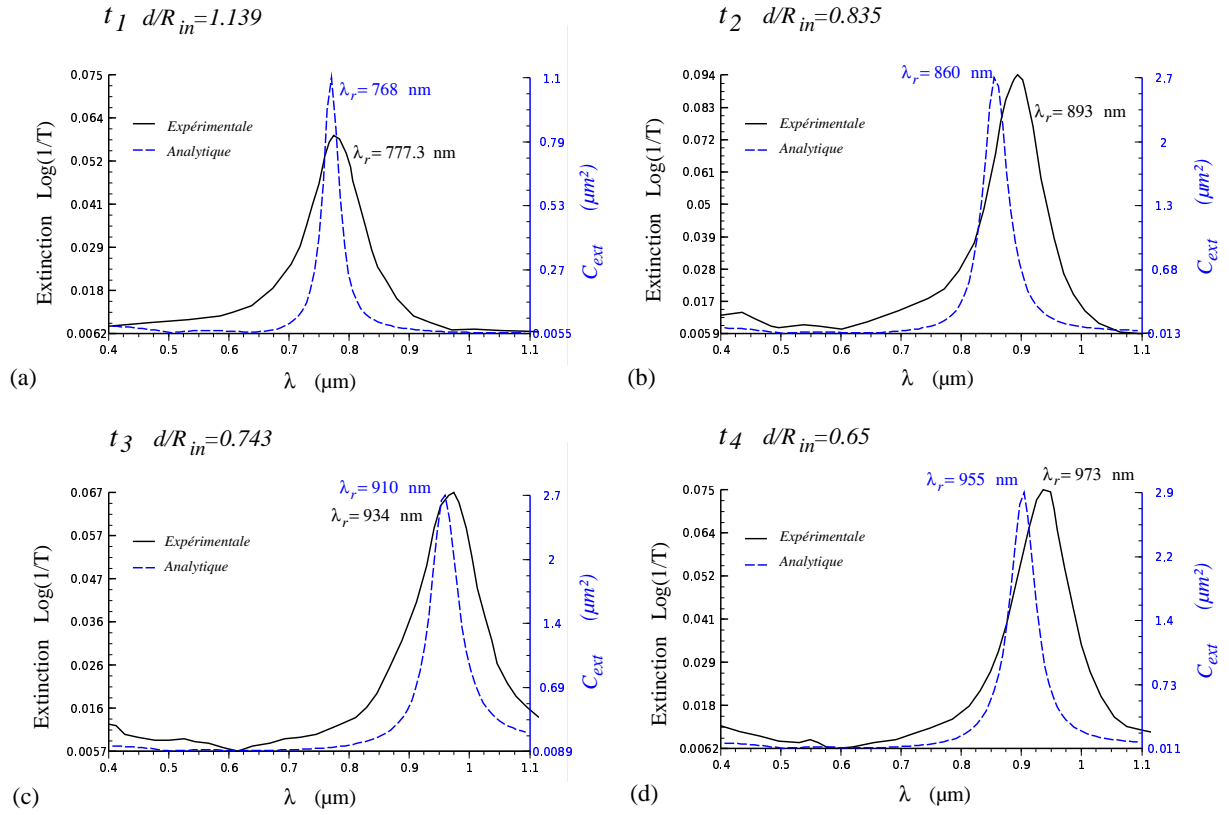 t1 d/Rin=1.139
0.075
0.064
0.052
0.041
0.029
0.018
0.0062
Extinction Log(1/T)
Expérimentale
Analytique
λr= 768 nm
λr= 777.3 nm
1.1
0.79
0.53
0.27
0.0055
Cext (µm²)
0.4 0.5 0.6 0.7 0.8 0.9 1 1.1
λ (µm)
(a)
t2 d/Rin=0.835
0.094
0.083
0.072
0.061
0.05
0.039
0.028
0.017
0.0059
Extinction Log(1/T)
Expérimentale
Analytique
λr= 860 nm
λr= 893 nm
2.7
2
1.3
0.68
0.013
Cext (µm²)
0.4 0.5 0.6 0.7 0.8 0.9 1 1.1
λ (µm)
(b)
t3 d/Rin=0.743
0.067
0.057
0.047
0.036
0.026
0.016
0.0057
Extinction Log(1/T)
Expérimentale
Analytique
λr= 910 nm
λr= 934 nm
2.7
2
1.4
0.69
0.0089
Cext (µm²)
0.4 0.5 0.6 0.7 0.8 0.9 1 1.1
λ (µm)
(c)
t4 d/Rin=0.65
0.075
0.064
0.052
0.041
0.029
0.018
0.0062
Extinction Log(1/T)
Expérimentale
Analytique
λr= 955 nm
λr= 973 nm
2.9
2.2
1.4
0.73
0.011
Cext (µm²)
0.4 0.5 0.6 0.7 0.8 0.9 1 1.1
λ (µm)
(d)